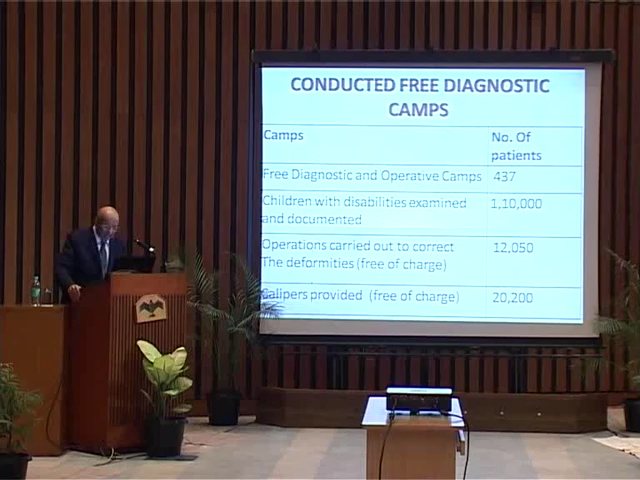 CONDUCTED FREE DIAGNOSTIC
CAMPS
Camps
No. Of
patients
Free Diagnostic and Operative Camps 437
Children with disabilities examined
and documented
1,10,000
Operations carried out to correct
The deformities (free of charge)
12,050
Calipers provided (free of charge) 20,200